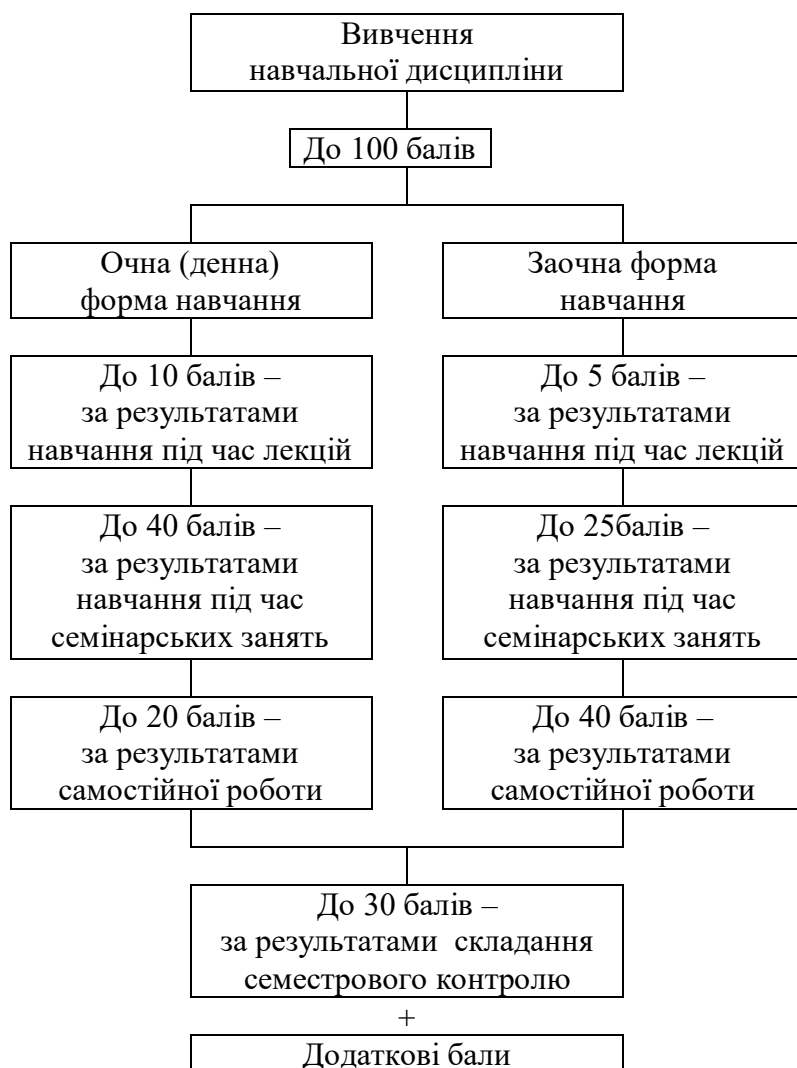 Вивчення
навчальної дисципліни
До 100 балів
Очна (денна)
форма навчання
Заочна форма
навчання
До 10 балів –
за результатами
навчання під час лекцій
До 5 балів –
за результатами
навчання під час лекцій
До 40 балів –
за результатами
навчання під час
семінарських занять
До 25балів –
за результатами
навчання під час
семінарських занять
До 20 балів –
за результатами
самостійної роботи
До 40 балів –
за результатами
самостійної роботи
До 30 балів –
за результатами складання
семестрового контролю
+
Додаткові бали